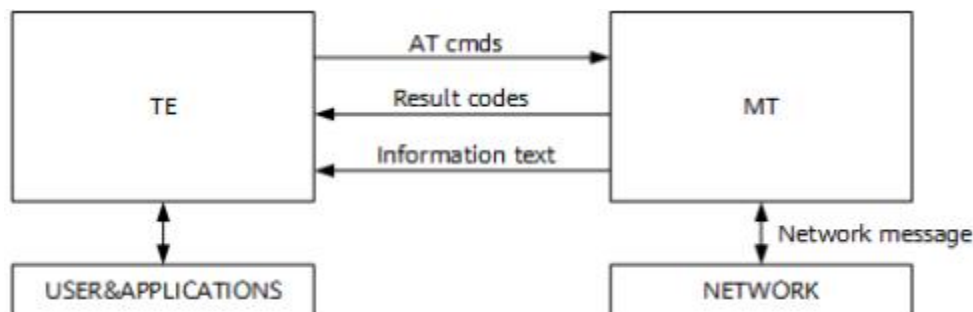 AT cmds
TE
Result codes
MT
Information text
Network message
USER&APPLICATIONS
NETWORK